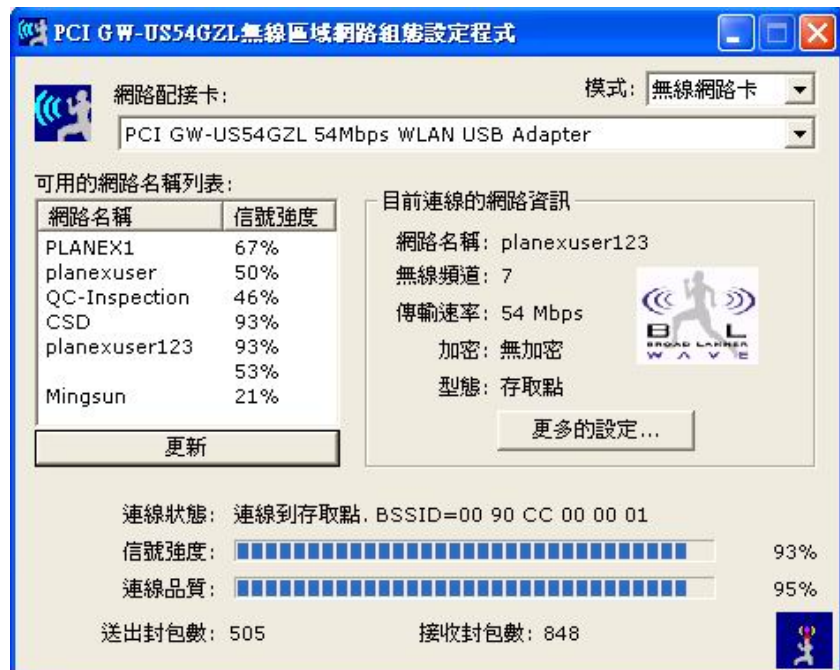 PCI GW-US54GZL無線區域網路組態設定程式
網路配接卡:
模式: 無線網路卡
PCI GW-US54GZL 54Mbps WLAN USB Adapter
可用的網路名稱列表:
網路名稱 信號強度
PLANEX1 67%
planexuser 50%
QC-Inspection 46%
CSD 93%
planexuser123 93%
53%
Mingsun 21%
更新
目前連線的網路資訊
網路名稱: planexuser123
無線頻道: 7
傳輸速率: 54 Mbps
加密: 無加密
型態: 存取點
BL
BROAD LANNER
WAVE
更多的設定...
連線狀態: 連線到存取點. BSSID=00 90 CC 00 00 01
信號強度: 93%
連線品質: 95%
送出封包數: 505 接收封包數: 848